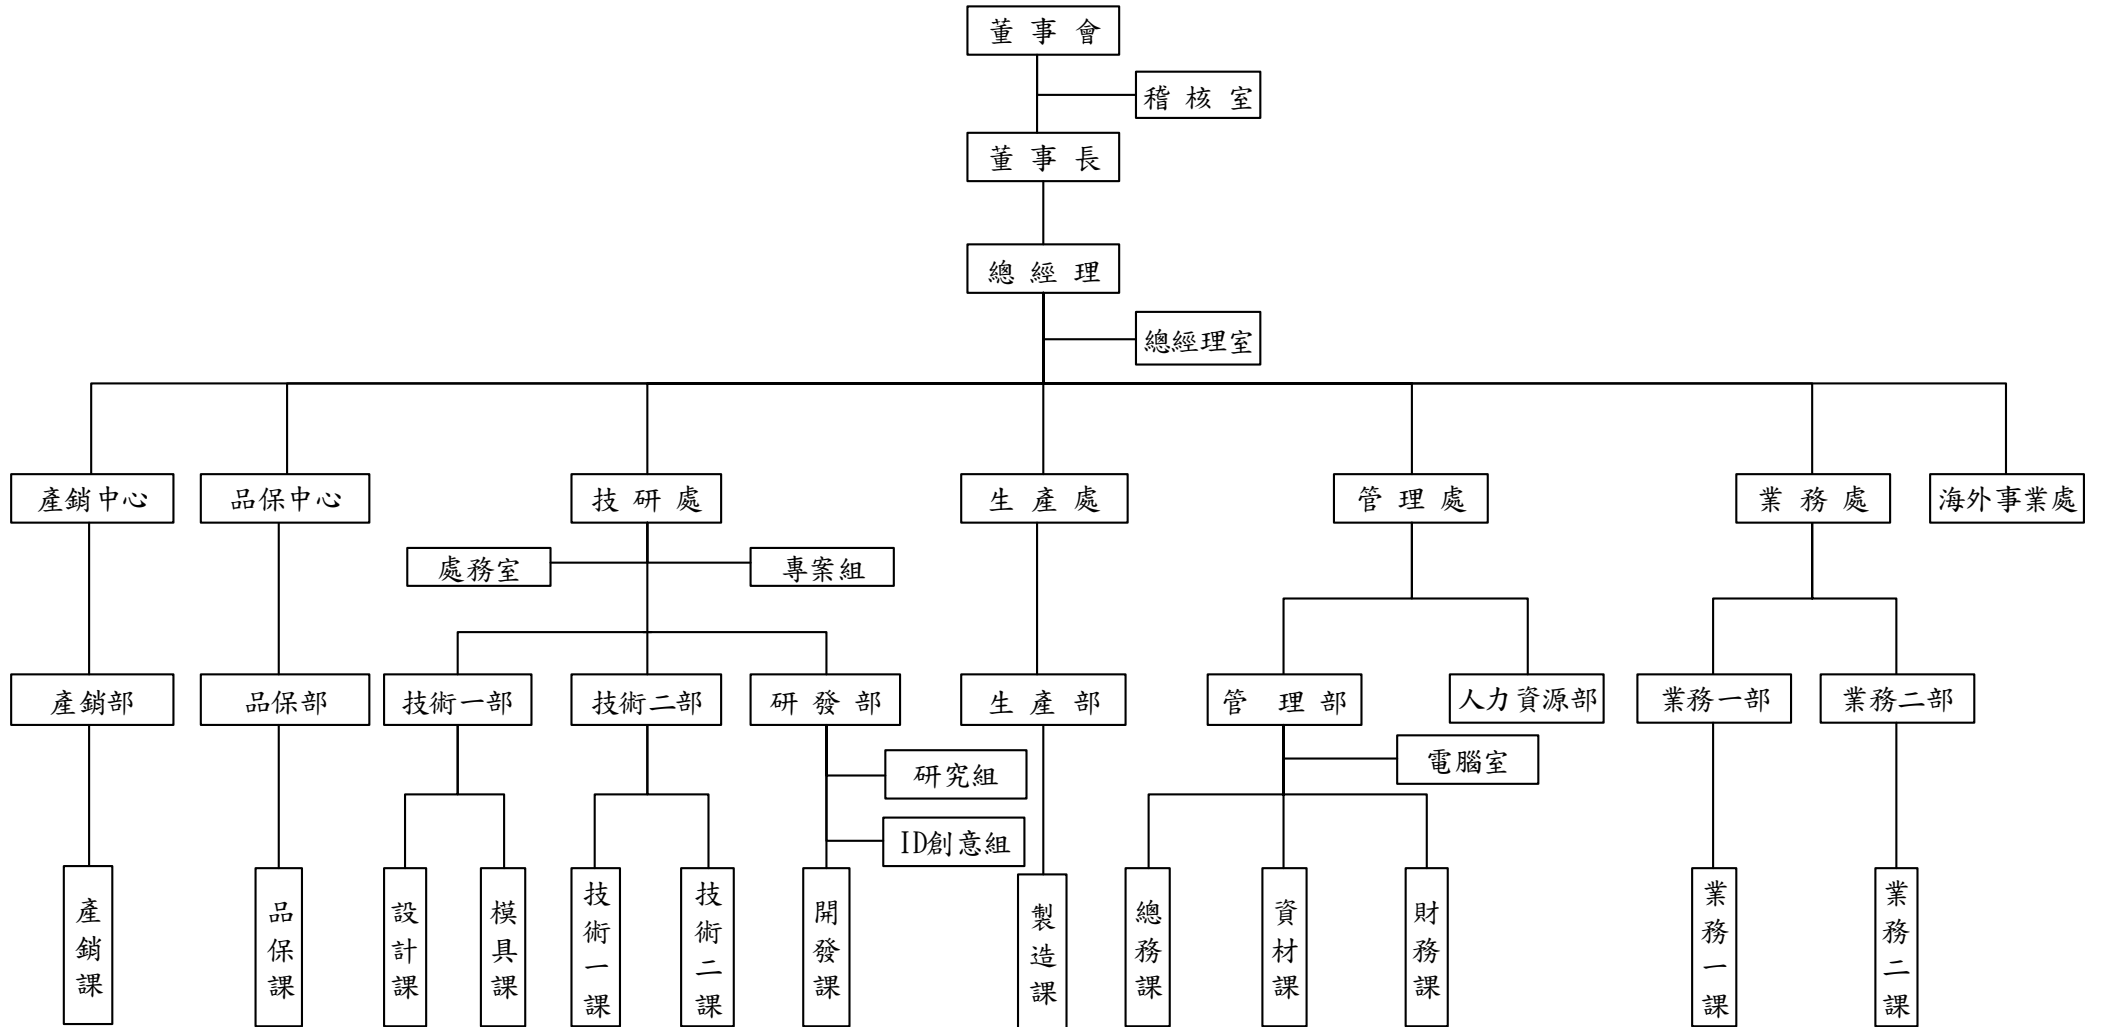 董事會
稽核室
董事長
總經理
總經理室
產銷中心
品保中心
技研處
生產處
管理處
業務處
海外事業處
處務室
專案組
產銷部
品保部
技術一部
技術二部
研發部
生產部
管理部
人力資源部
業務一部
業務二部
電腦室
研究組
ID創意組
產銷課
品保課
設計課
模具課
技術一課
技術二課
開發課
製造課
總務課
資材課
財務課
業務一課
業務二課